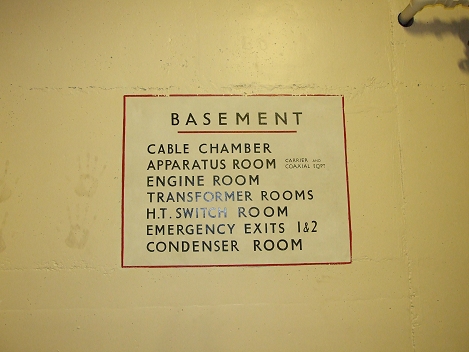 BASEMENT
CABLE CHAMBER
APPARATUS ROOM CARRIER AND COAXIAL EQPT
ENGINE ROOM
TRANSFORMER ROOMS
H.T. SWITCH ROOM
EMERGENCY EXITS 1&2
CONDENSER ROOM